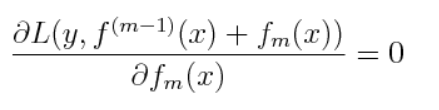 ∂L(y, f^{(m−1)}(x) + f_m(x)) / ∂f_m(x) = 0